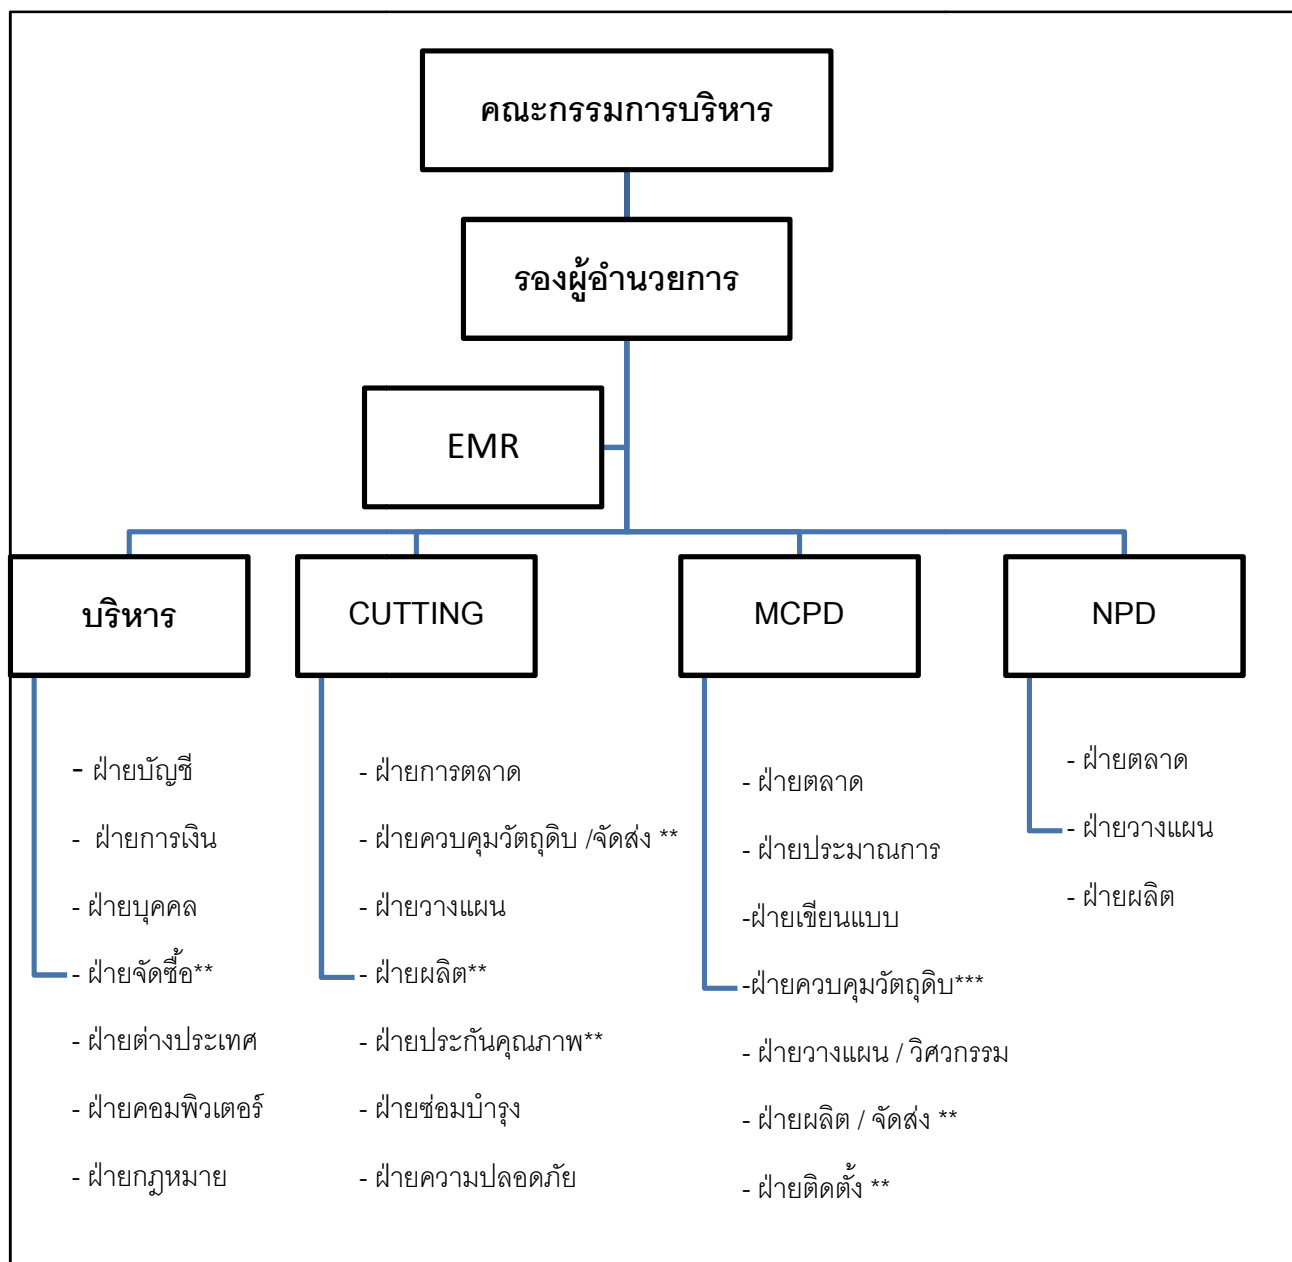 คณะกรรมการบริหาร
รองผู้อำนวยการ
EMR
บริหาร
CUTTING
MCPD
NPD
- ฝ่ายบัญชี
- ฝ่ายการเงิน
- ฝ่ายบุคคล
- ฝ่ายจัดซื้อ**
- ฝ่ายต่างประเทศ
- ฝ่ายคอมพิวเตอร์
- ฝ่ายกฎหมาย
- ฝ่ายการตลาด
- ฝ่ายควบคุมวัตถุดิบ /จัดส่ง **
- ฝ่ายวางแผน
- ฝ่ายผลิต**
- ฝ่ายประกันคุณภาพ**
- ฝ่ายซ่อมบำรุง
- ฝ่ายความปลอดภัย
- ฝ่ายตลาด
- ฝ่ายประมาณการ
-ฝ่ายเขียนแบบ
-ฝ่ายควบคุมวัตถุดิบ***
- ฝ่ายวางแผน / วิศวกรรม
- ฝ่ายผลิต / จัดส่ง **
- ฝ่ายติดตั้ง **
- ฝ่ายตลาด
- ฝ่ายวางแผน
- ฝ่ายผลิต